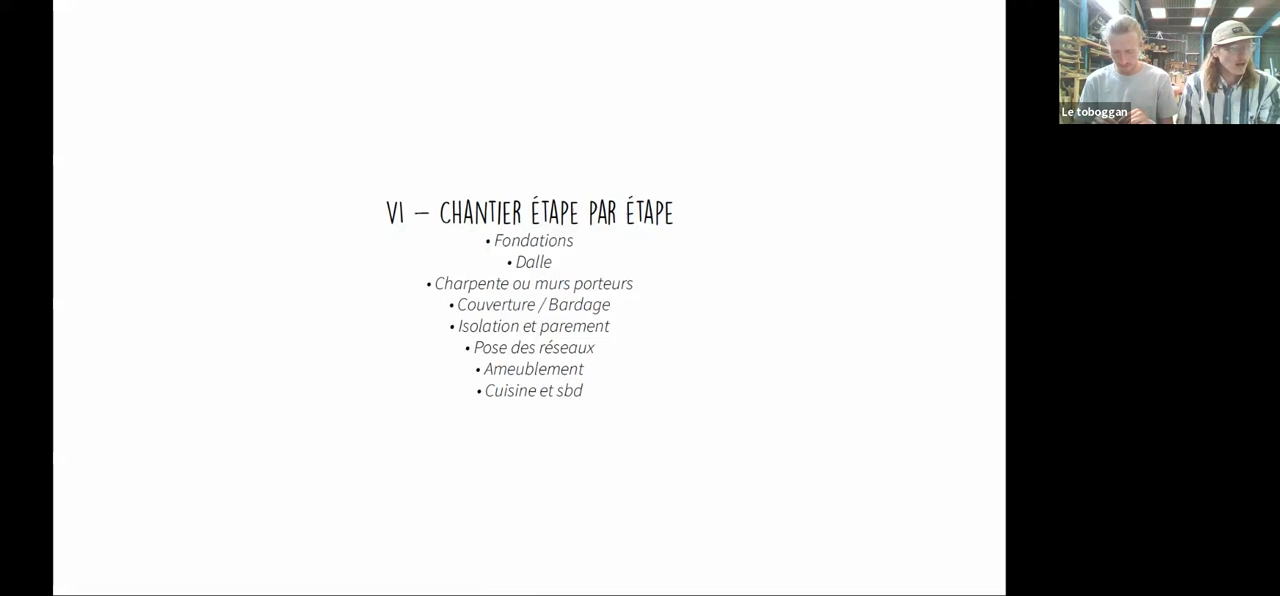 VI – CHANTIER ÉTAPE PAR ÉTAPE
• Fondations
• Dalle
• Charpente ou murs porteurs
• Couverture / Bardage
• Isolation et parement
• Pose des réseaux
• Ameublement
• Cuisine et sbd
Le toboggan